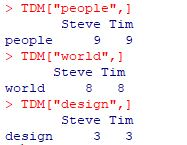 > TDM["people",]
       Steve Tim
people     9   9
> TDM["world",]
      Steve Tim
world     8   8
> TDM["design",]
       Steve Tim
design     3   3